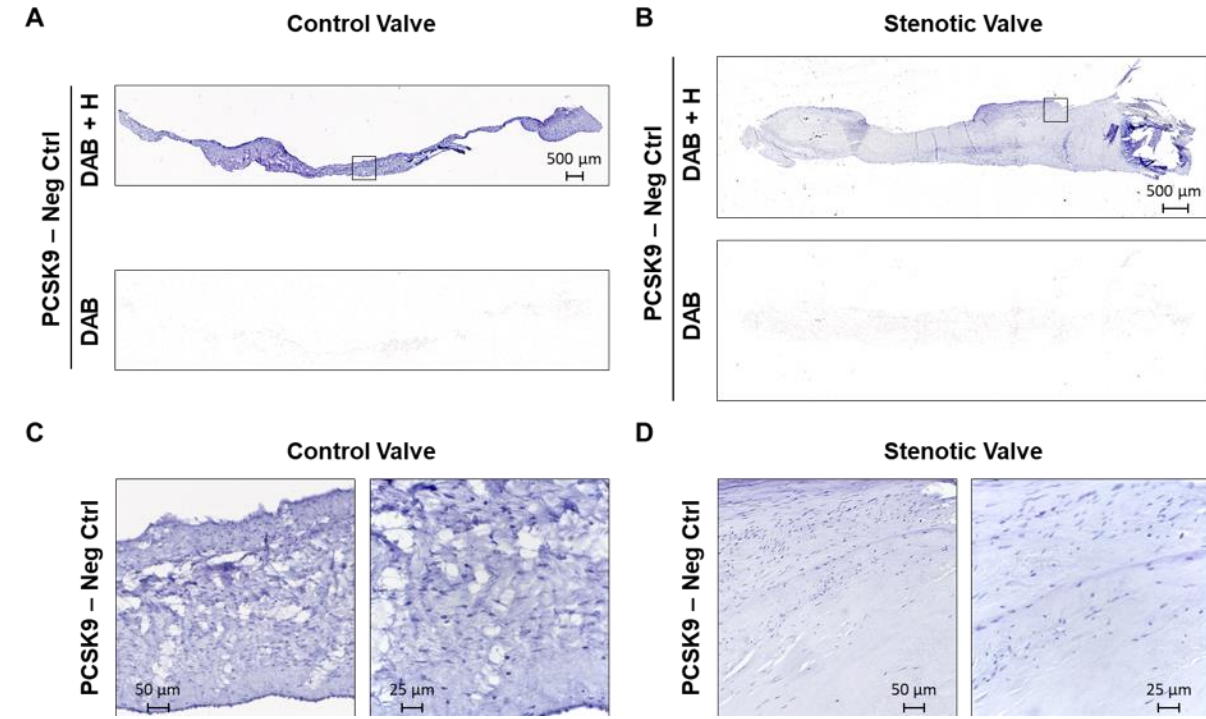 A
Control Valve
PCSK9 – Neg Ctrl
DAB + H
500 µm
DAB
B
Stenotic Valve
PCSK9 – Neg Ctrl
DAB + H
500 µm
DAB
C
Control Valve
PCSK9 – Neg Ctrl
50 µm
25 µm
D
Stenotic Valve
PCSK9 – Neg Ctrl
50 µm
25 µm